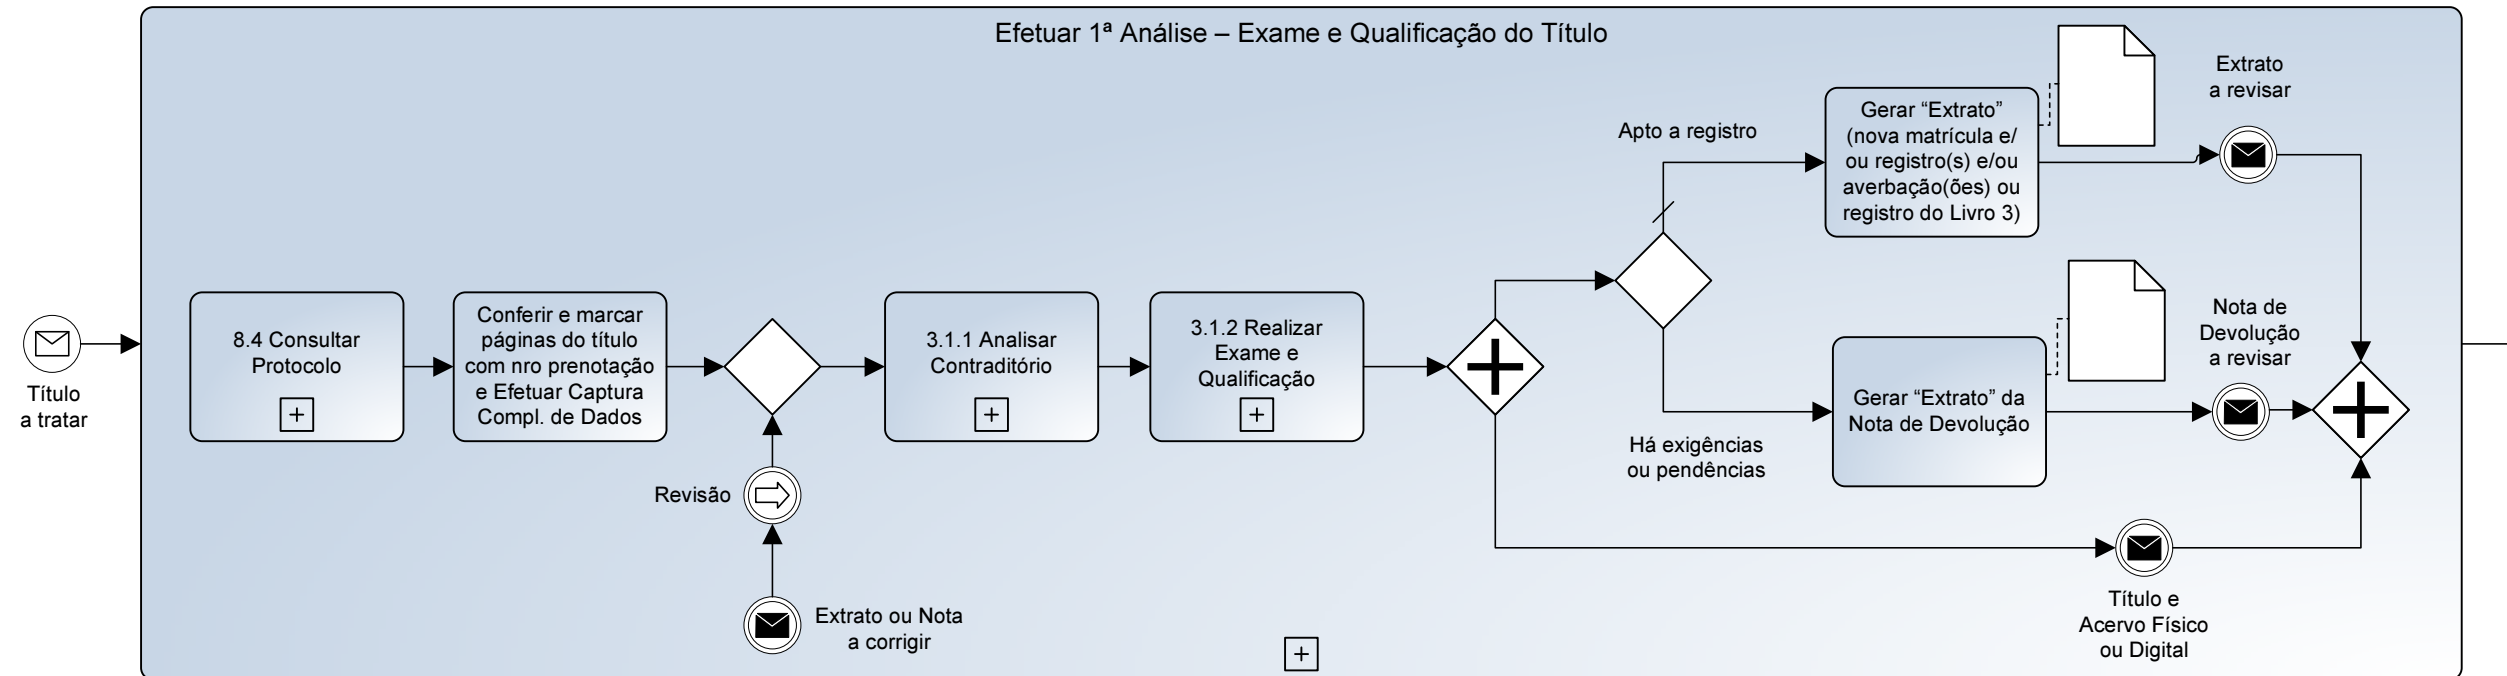 Efetuar 1ª Análise – Exame e Qualificação do Título
Título
a tratar
8.4 Consultar
Protocolo
Conferir e marcar
páginas do título
com nro prenotação
e Efetuar Captura
Compl. de Dados
Revisão
Extrato ou Nota
a corrigir
3.1.1 Analisar
Contraditório
3.1.2 Realizar
Exame e
Qualificação
Apto a registro
Gerar “Extrato”
(nova matrícula e/
ou registro(s) e/ou
averbação(ões) ou
registro do Livro 3)
Extrato
a revisar
Há exigências
ou pendências
Gerar “Extrato” da
Nota de Devolução
Nota de
Devolução
a revisar
Título e
Acervo Físico
ou Digital